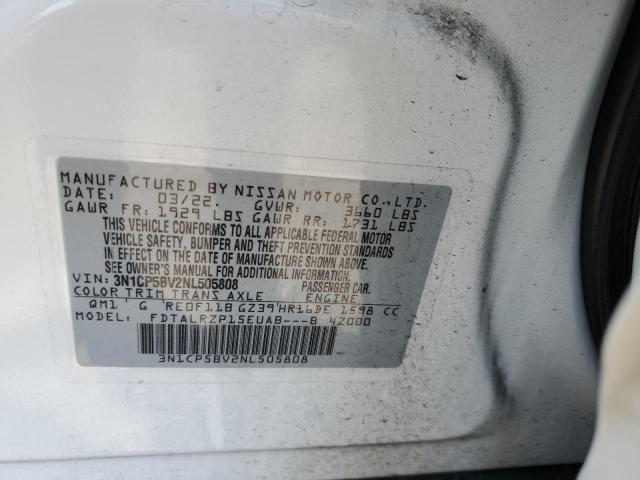 MANUFACTURED BY NISSAN MOTOR CO.,LTD.
DATE: 03/22. GVWR: 3660 LBS
GAWR FR: 1929 LBS GAWR RR: 1731 LBS
THIS VEHICLE CONFORMS TO ALL APPLICABLE FEDERAL MOTOR
VEHICLE SAFETY, BUMPER AND THEFT PREVENTION STANDARDS
IN EFFECT ON THE DATE OF MANUFACTURE SHOWN ABOVE.
SEE OWNER'S MANUAL FOR ADDITIONAL INFORMATION.
VIN: 3N1CP5BV2NL505808 PASSENGER CAR.
COLOR TRIM TRANS AXLE ENGINE
QM1 G RE0F11B GZ39 HR16DE 1598 CC
MODEL: FDTALRZP15EUAB---B 42000
3N1CP5BV2NL505808